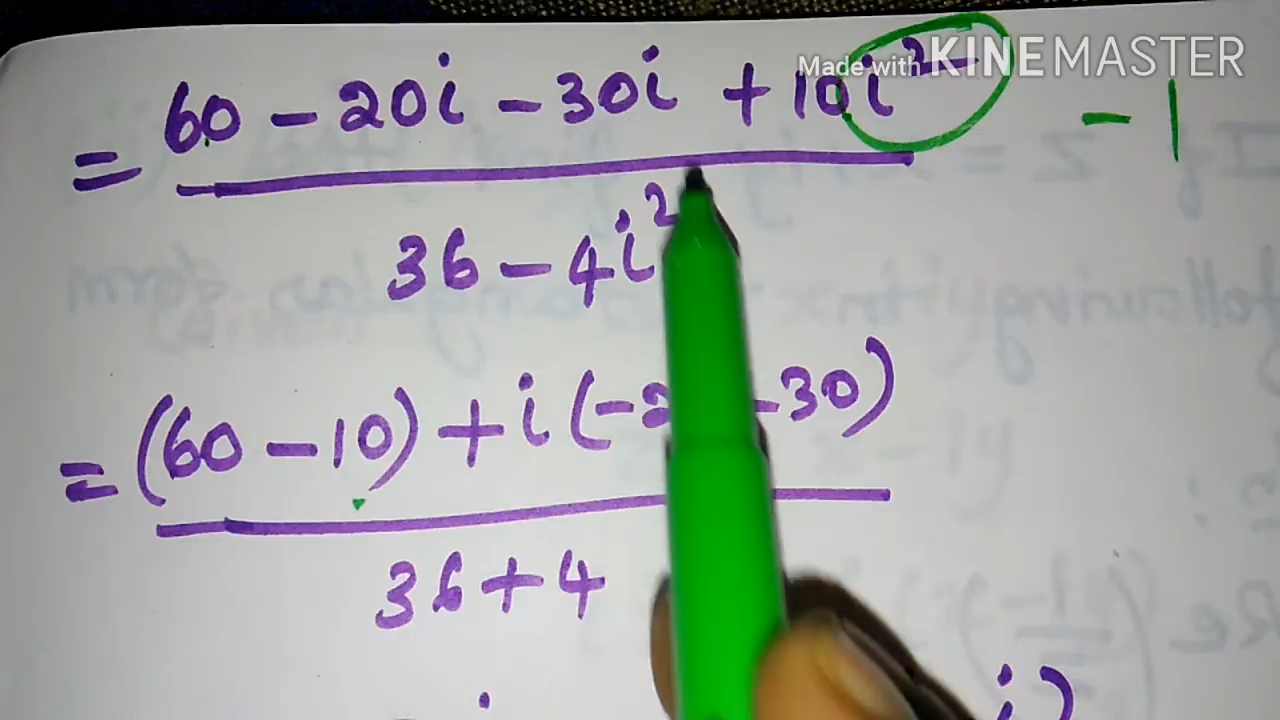 Made with KINEMASTER
= 60 - 20i - 30i + 10i² - 1
36 - 4i²
= (60 - 10) + i(-2 - 30)
36 + 4
i i)